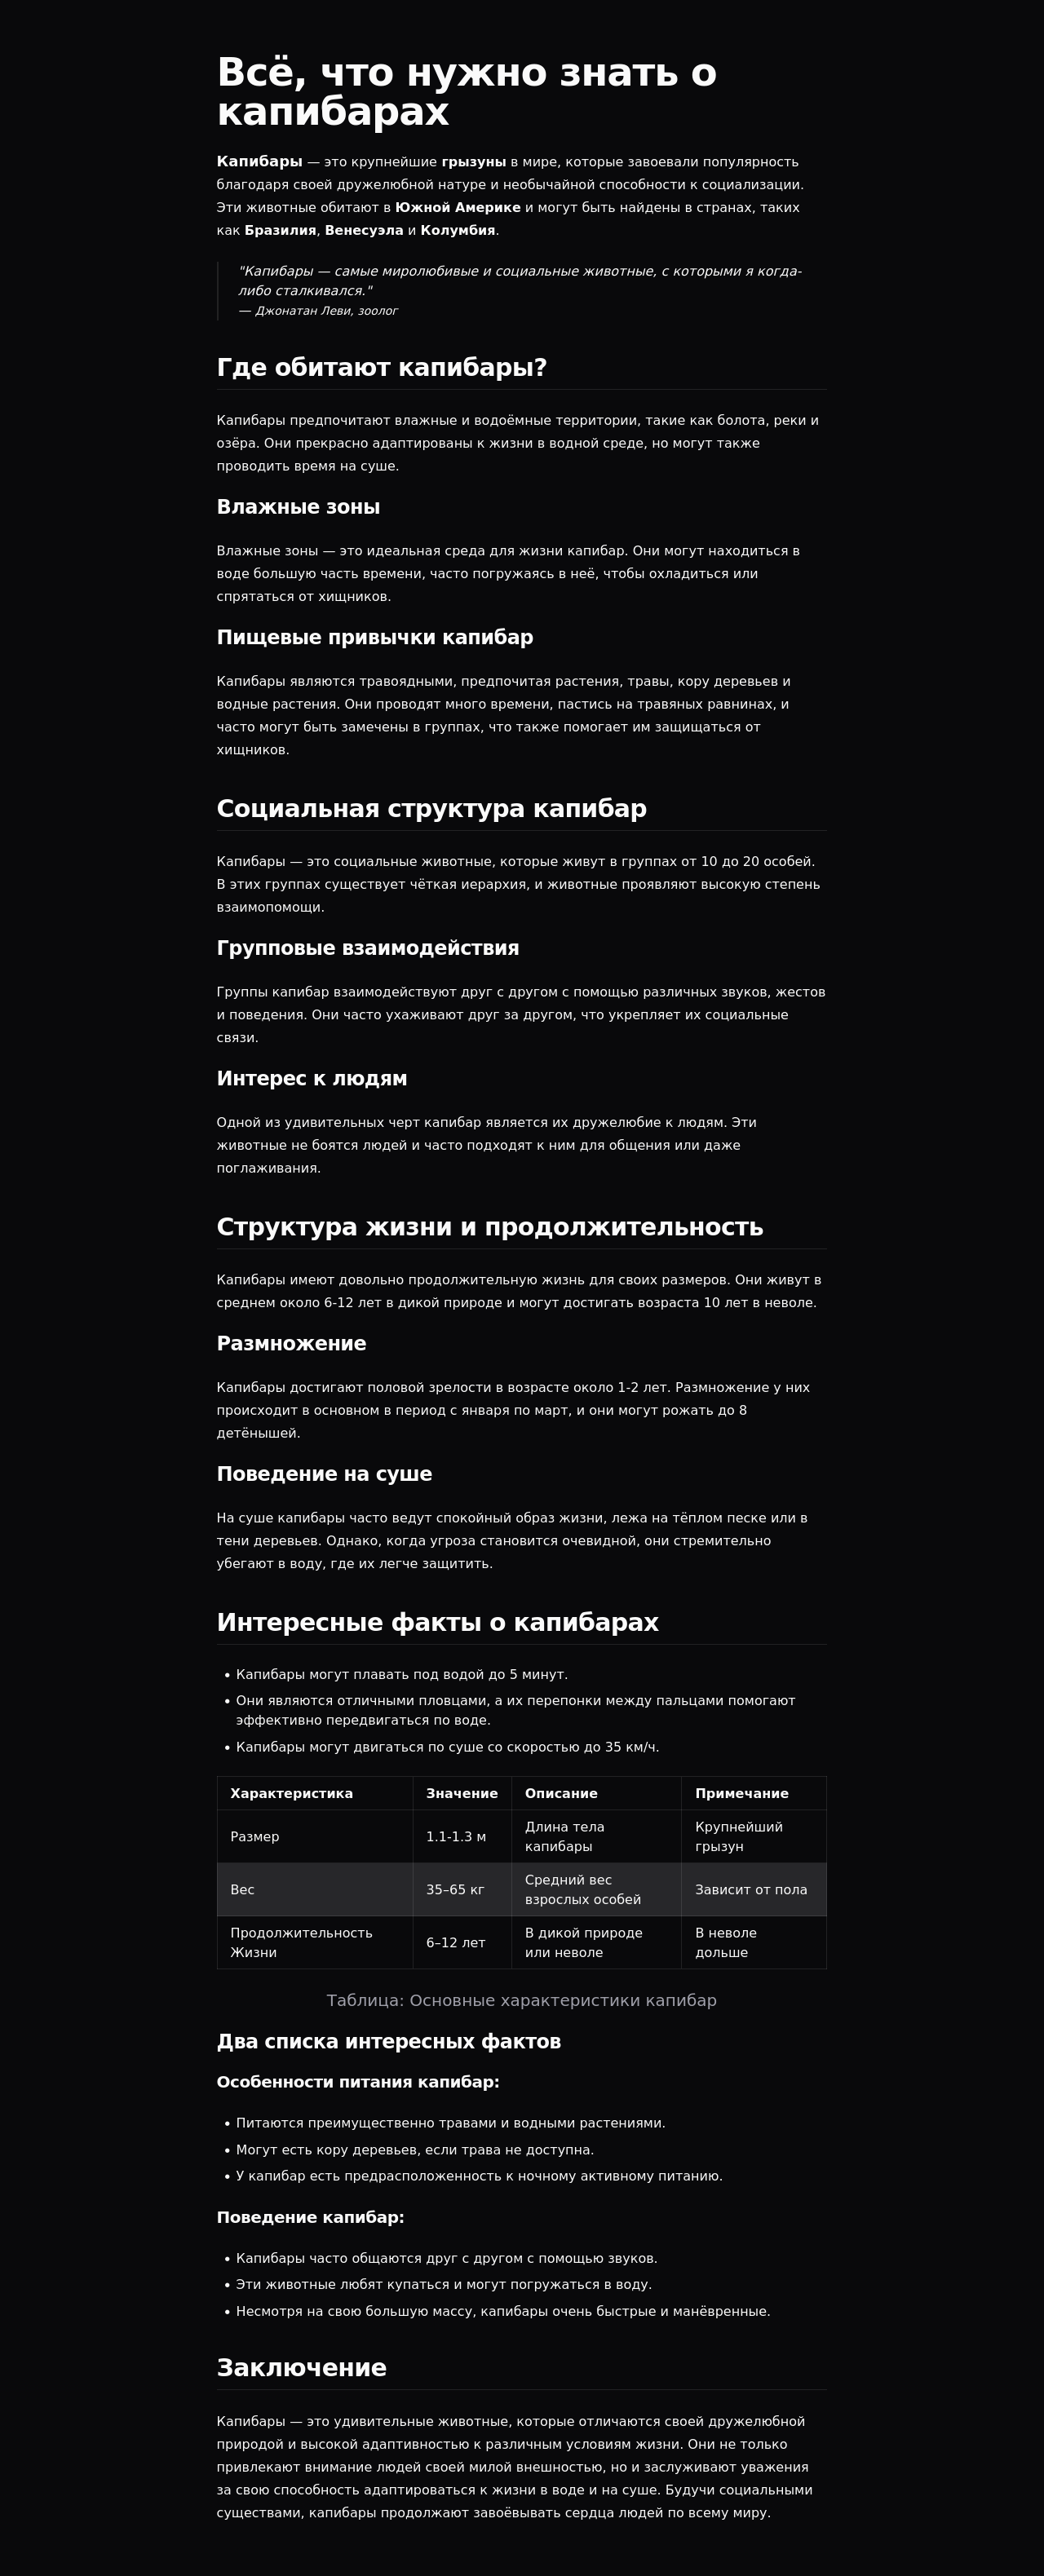 Всё, что нужно знать о
капибарах
Капибары — это крупнейшие грызуны в мире, которые завоевали популярность
благодаря своей дружелюбной натуре и необычайной способности к социализации.
Эти животные обитают в Южной Америке и могут быть найдены в странах, таких
как Бразилия, Венесуэла и Колумбия.
"Капибары — самые миролюбивые и социальные животные, с которыми я когда-
либо сталкивался."
— Джонатан Леви, зоолог
Где обитают капибары?
Капибары предпочитают влажные и водоёмные территории, такие как болота, реки и
озёра. Они прекрасно адаптированы к жизни в водной среде, но могут также
проводить время на суше.
Влажные зоны
Влажные зоны — это идеальная среда для жизни капибар. Они могут находиться в
воде большую часть времени, часто погружаясь в неё, чтобы охладиться или
спрятаться от хищников.
Пищевые привычки капибар
Капибары являются травоядными, предпочитая растения, травы, кору деревьев и
водные растения. Они проводят много времени, пастись на травяных равнинах, и
часто могут быть замечены в группах, что также помогает им защищаться от
хищников.
Социальная структура капибар
Капибары — это социальные животные, которые живут в группах от 10 до 20 особей.
В этих группах существует чёткая иерархия, и животные проявляют высокую степень
взаимопомощи.
Групповые взаимодействия
Группы капибар взаимодействуют друг с другом с помощью различных звуков, жестов
и поведения. Они часто ухаживают друг за другом, что укрепляет их социальные
связи.
Интерес к людям
Одной из удивительных черт капибар является их дружелюбие к людям. Эти
животные не боятся людей и часто подходят к ним для общения или даже
поглаживания.
Структура жизни и продолжительность
Капибары имеют довольно продолжительную жизнь для своих размеров. Они живут в
среднем около 6-12 лет в дикой природе и могут достигать возраста 10 лет в неволе.
Размножение
Капибары достигают половой зрелости в возрасте около 1-2 лет. Размножение у них
происходит в основном в период с января по март, и они могут рожать до 8
детёнышей.
Поведение на суше
На суше капибары часто ведут спокойный образ жизни, лежа на тёплом песке или в
тени деревьев. Однако, когда угроза становится очевидной, они стремительно
убегают в воду, где их легче защитить.
Интересные факты о капибарах
• Капибары могут плавать под водой до 5 минут.
• Они являются отличными пловцами, а их перепонки между пальцами помогают
эффективно передвигаться по воде.
• Капибары могут двигаться по суше со скоростью до 35 км/ч.
Характеристика Значение Описание Примечание
Размер 1.1-1.3 м Длина тела капибары Крупнейший грызун
Вес 35–65 кг Средний вес взрослых особей Зависит от пола
Продолжительность Жизни 6–12 лет В дикой природе или неволе В неволе дольше
Таблица: Основные характеристики капибар
Два списка интересных фактов
Особенности питания капибар:
• Питаются преимущественно травами и водными растениями.
• Могут есть кору деревьев, если трава не доступна.
• У капибар есть предрасположенность к ночному активному питанию.
Поведение капибар:
• Капибары часто общаются друг с другом с помощью звуков.
• Эти животные любят купаться и могут погружаться в воду.
• Несмотря на свою большую массу, капибары очень быстрые и манёвренные.
Заключение
Капибары — это удивительные животные, которые отличаются своей дружелюбной
природой и высокой адаптивностью к различным условиям жизни. Они не только
привлекают внимание людей своей милой внешностью, но и заслуживают уважения
за свою способность адаптироваться к жизни в воде и на суше. Будучи социальными
существами, капибары продолжают завоёвывать сердца людей по всему миру.